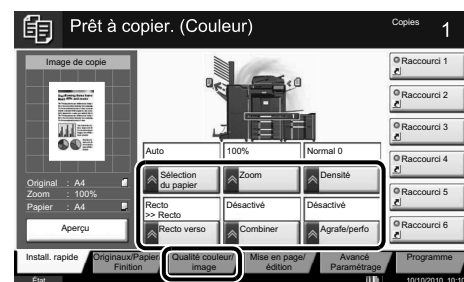 Prêt à copier. (Couleur)
Copies 1
Image de copie
Original : A4
Zoom : 100%
Papier : A4
Aperçu
Auto
100%
Normal 0
Sélection du papier
Zoom
Densité
Recto
>> Recto
Désactivé
Désactivé
Recto verso
Combiner
Agrafe/perfo
Raccourci 1
Raccourci 2
Raccourci 3
Raccourci 4
Raccourci 5
Raccourci 6
Install. rapide
Originaux/Papier/
Finition
Qualité couleur/
image
Mise en page/
édition
Avancé
Paramétrage
Programme
État
10/10/2010 10:10